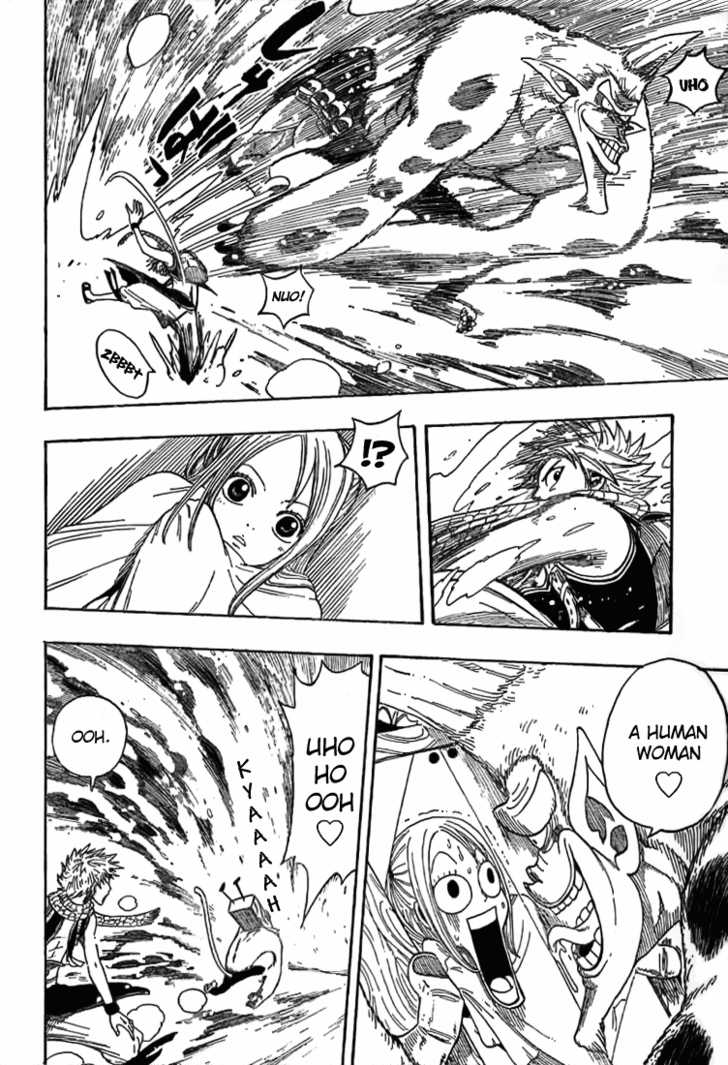 UHO
NUO!
ZBBBt
!?
A HUMAN
WOMAN
♡
UHO
HO
OOH
♡
KYAAAAAH
OOH.